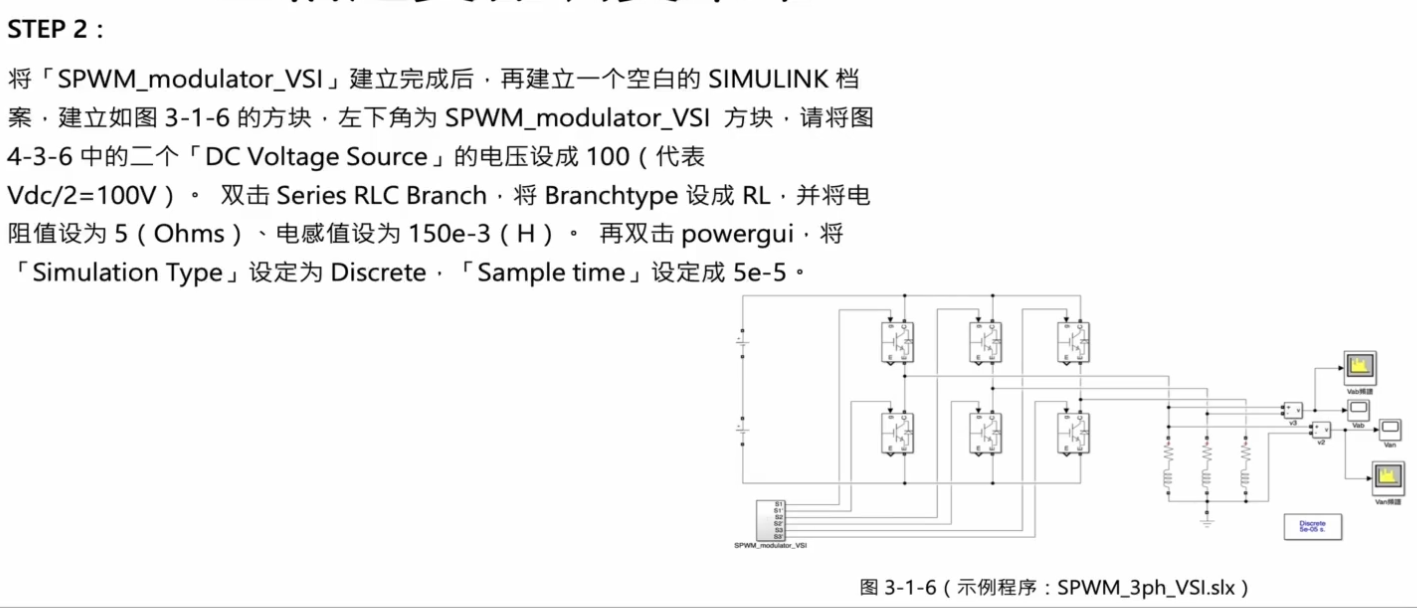 STEP 2：
将「SPWM_modulator_VSI」建立完成后，再建立一个空白的 SIMULINK 档
案，建立如图 3-1-6 的方块，左下角为 SPWM_modulator_VSI 方块，请将图
4-3-6 中的二个「DC Voltage Source」的电压设成 100（代表
Vdc/2=100V）。 双击 Series RLC Branch，将 Branchtype 设成 RL，并将电
阻值设为 5（Ohms）、电感值设为 150e-3（H）。 再双击 powergui，将
「Simulation Type」设定为 Discrete，「Sample time」设定成 5e-5。
Vab频谱
v3
Vab
v2
Van
Van频谱
S1
S1'
S2
S2'
S3
S3'
SPWM_modulator_VSI
Discrete
5e-05 s.
图 3-1-6（示例程序：SPWM_3ph_VSI.slx）